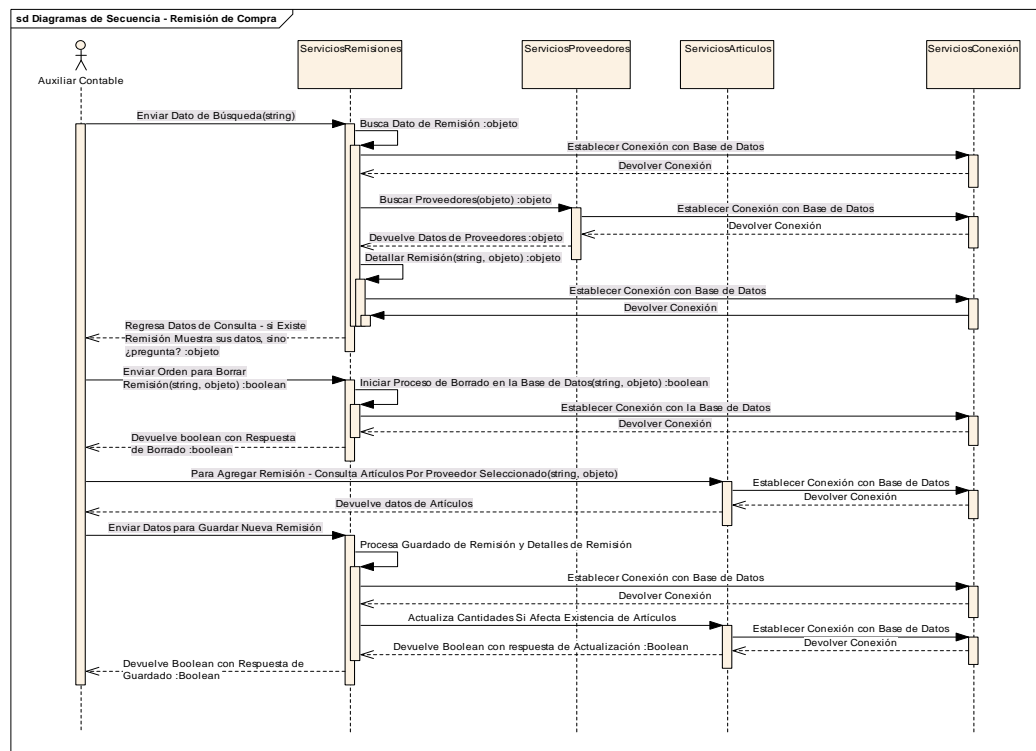 sd Diagramas de Secuencia - Remisión de Compra
Auxiliar Contable
ServiciosRemisiones
ServiciosProveedores
ServiciosArticulos
ServiciosConexión
Enviar Dato de Búsqueda(string)
Busca Dato de Remisión :objeto
Establecer Conexión con Base de Datos
Devolver Conexión
Buscar Proveedores(objeto) :objeto
Establecer Conexión con Base de Datos
Devolver Conexión
Devuelve Datos de Proveedores :objeto
Detallar Remisión(string, objeto) :objeto
Establecer Conexión con Base de Datos
Devolver Conexión
Regresa Datos de Consulta - si Existe
Remisión Muestra sus datos, sino
¿pregunta? :objeto
Enviar Orden para Borrar
Remisión(string, objeto) :boolean
Iniciar Proceso de Borrado en la Base de Datos(string, objeto) :boolean
Establecer Conexión con la Base de Datos
Devolver Conexión
Devuelve boolean con Respuesta
de Borrado :boolean
Para Agregar Remisión - Consulta Artículos Por Proveedor Seleccionado(string, objeto)
Establecer Conexión con Base de Datos
Devolver Conexión
Devuelve datos de Artículos
Enviar Datos para Guardar Nueva Remisión
Procesa Guardado de Remisión y Detalles de Remisión
Establecer Conexión con Base de Datos
Devolver Conexión
Actualiza Cantidades Si Afecta Existencia de Artículos
Establecer Conexión con Base de Datos
Devolver Conexión
Devuelve Boolean con respuesta de Actualización :Boolean
Devuelve Boolean con Respuesta de
Guardado :Boolean